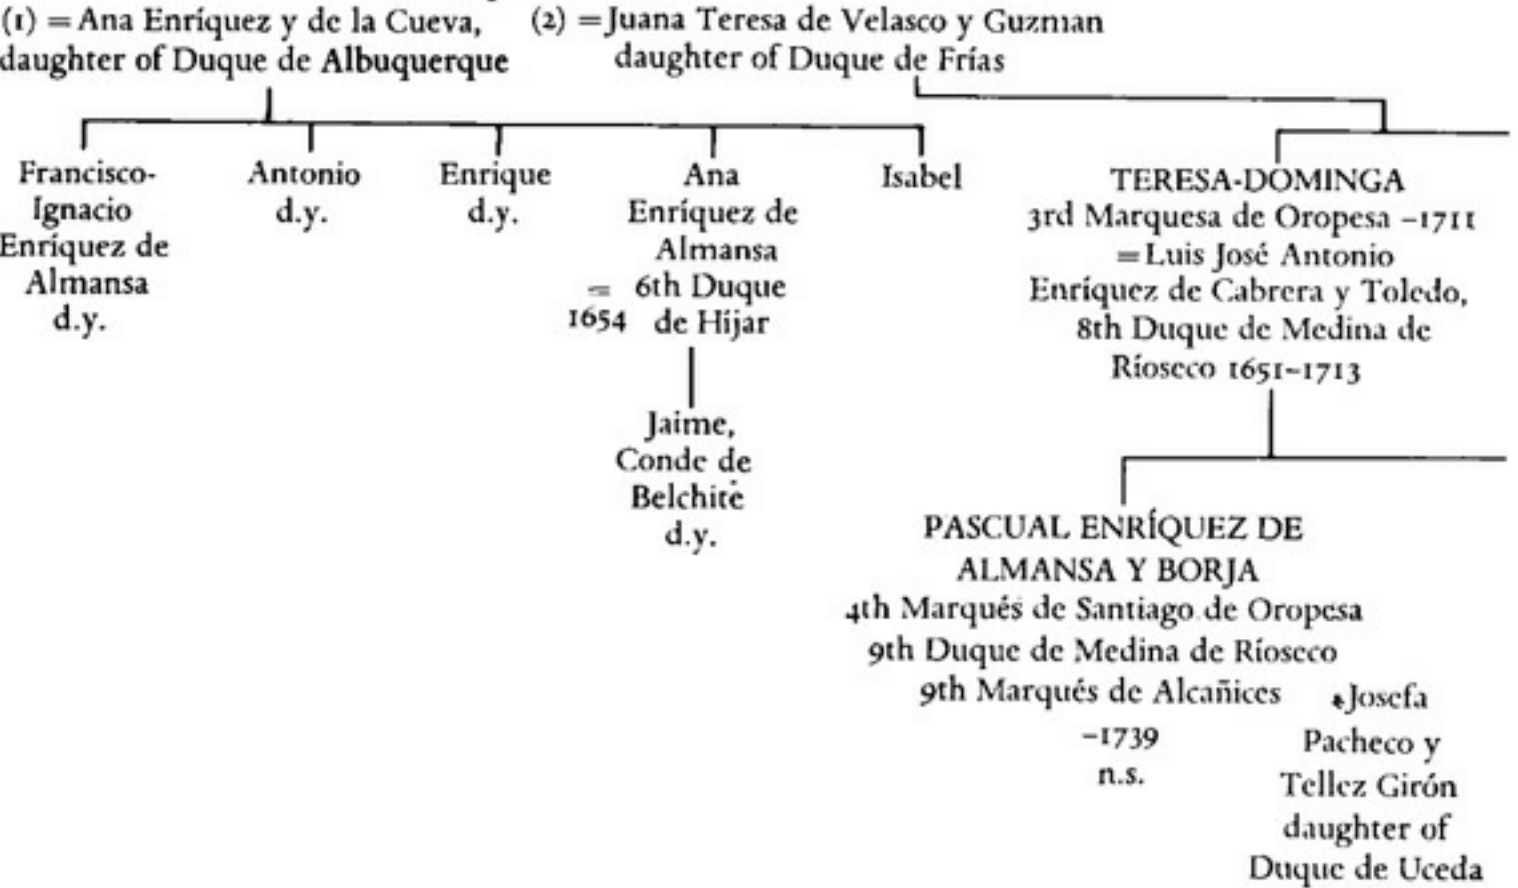 (1) = Ana Enríquez y de la Cueva,
daughter of Duque de Albuquerque
(2) = Juana Teresa de Velasco y Guzman
daughter of Duque de Frías
Francisco-
Ignacio
Enríquez de
Almansa
d.y.
Antonio
d.y.
Enrique
d.y.
Ana
Enríquez de
Almansa
= 6th Duque
1654 de Híjar
Jaime,
Conde de
Belchite
d.y.
Isabel
TERESA-DOMINGA
3rd Marquesa de Oropesa –1711
= Luis José Antonio
Enríquez de Cabrera y Toledo,
8th Duque de Medina de
Ríoseco 1651–1713
PASCUAL ENRÍQUEZ DE
ALMANSA Y BORJA
4th Marqués de Santiago de Oropesa
9th Duque de Medina de Ríoseco
9th Marqués de Alcañices
–1739
n.s.
Josefa
Pacheco y
Tellez Girón
daughter of
Duque de Uceda